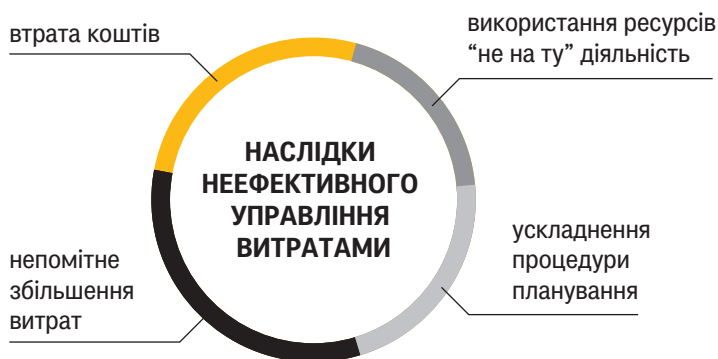 втрата коштів
використання ресурсів
“не на ту” діяльність
НАСЛІДКИ
НЕЕФЕКТИВНОГО
УПРАВЛІННЯ
ВИТРАТАМИ
непомітне
збільшення
витрат
ускладнення
процедури
планування